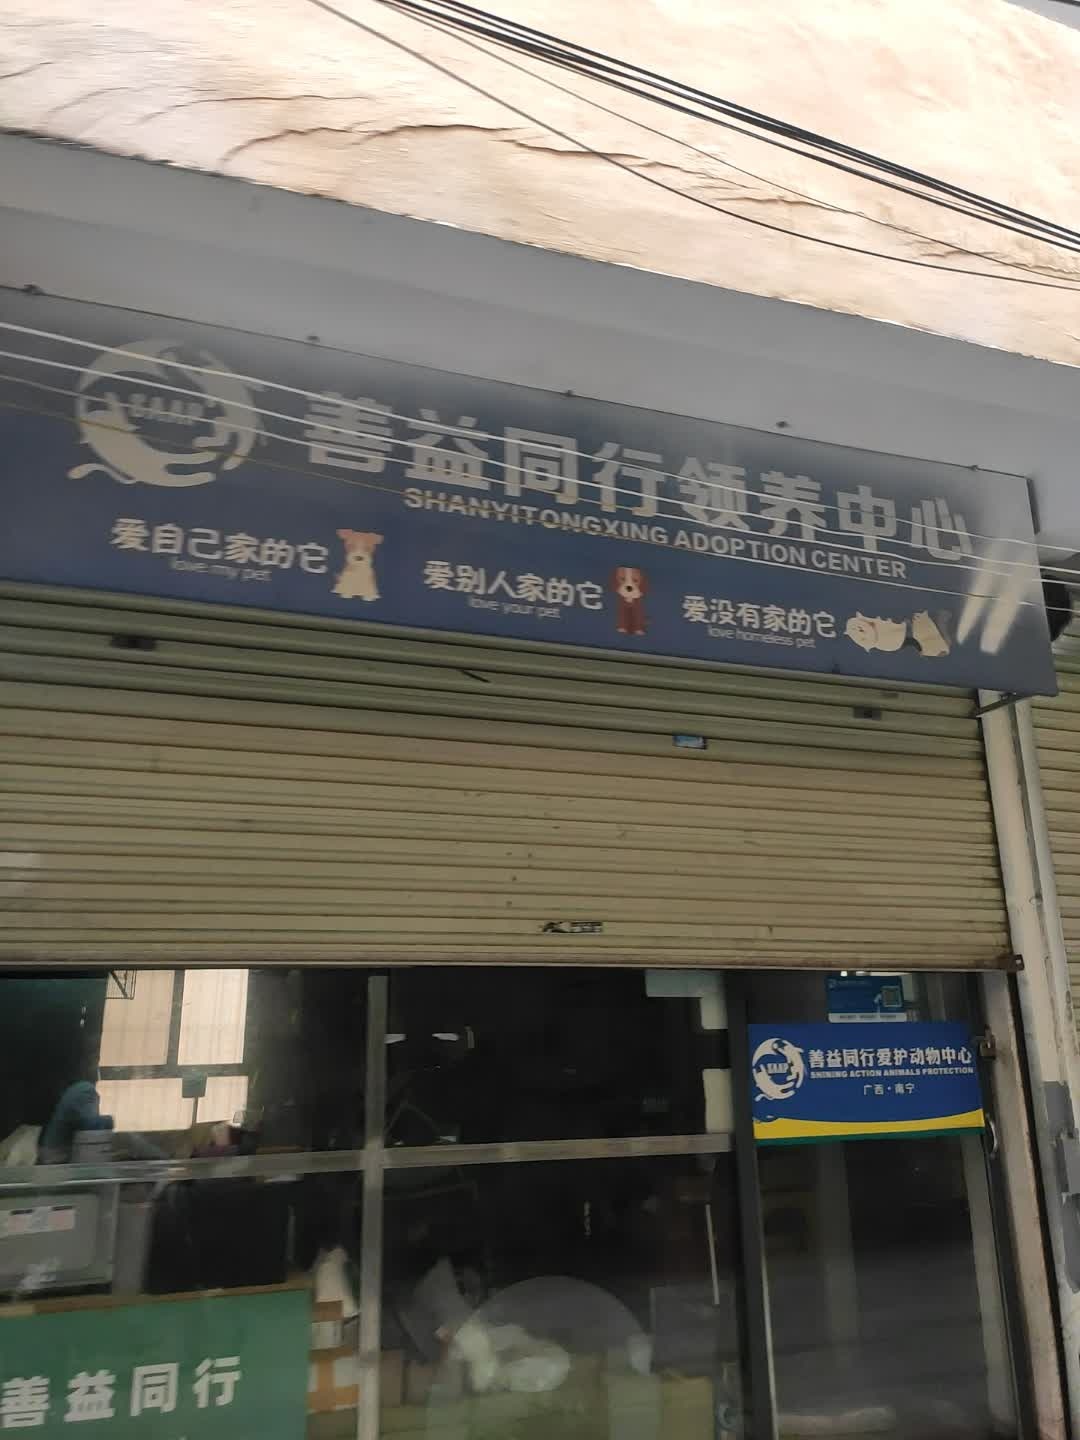 SAAP
善益同行领养中心
SHANYITONGXING ADOPTION CENTER
爱自己家的它
love my pet
爱别人家的它
love your pet
爱没有家的它
love homeless pet
SAAP
善益同行爱护动物中心
SHINING ACTION ANIMALS PROTECTION
广西·南宁
善益同行